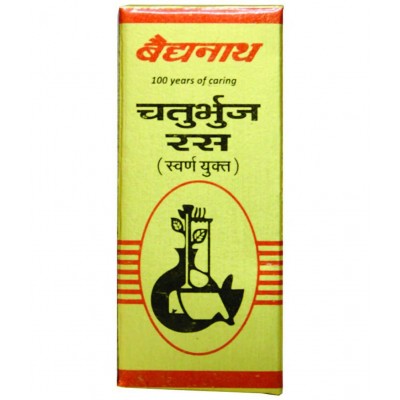 बैद्यनाथ
100 years of caring
चतुर्भुज
रस
(स्वर्ण युक्त)